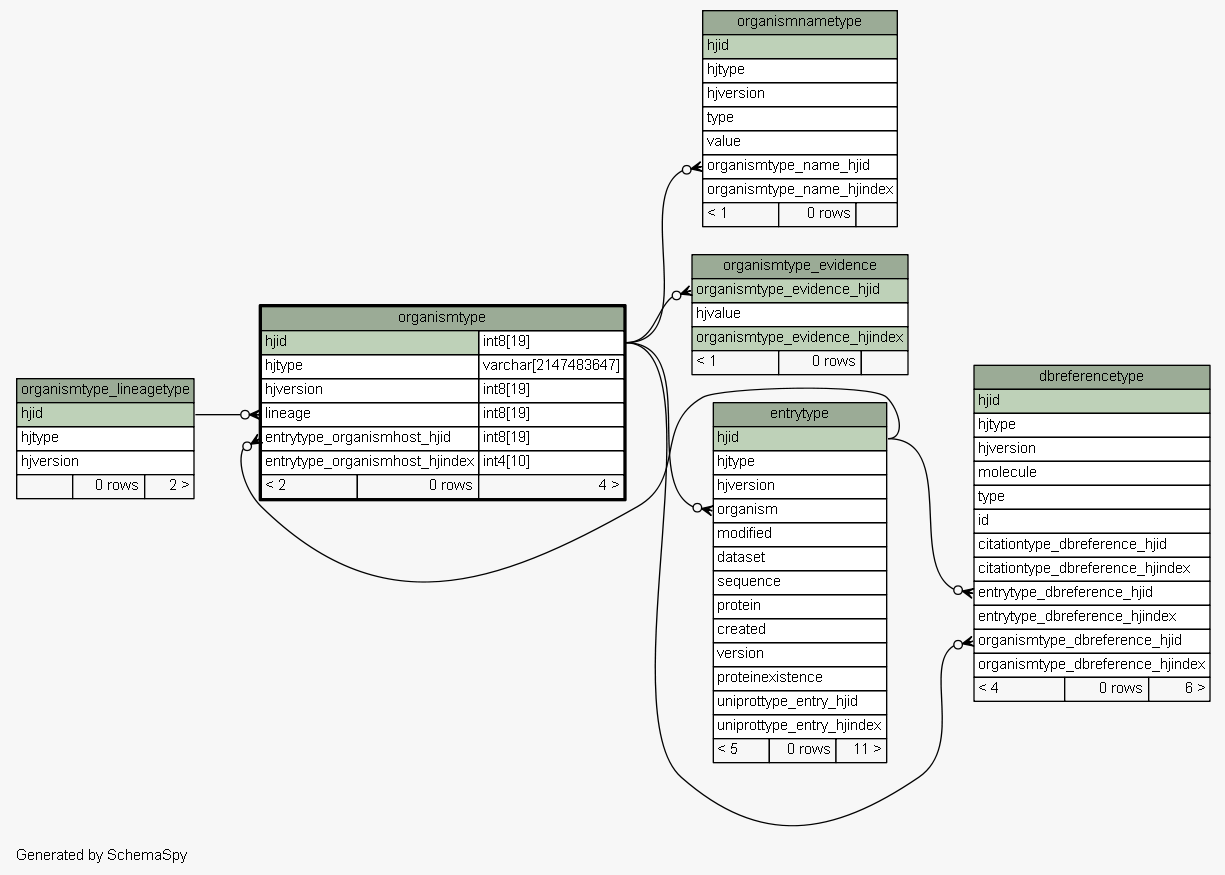 organismnametype
hjid
hjtype
hjversion
type
value
organismtype_name_hjid
organismtype_name_hjindex
< 1 0 rows
organismtype_evidence
organismtype_evidence_hjid
hjvalue
organismtype_evidence_hjindex
< 1 0 rows
organismtype
hjid int8[19]
hjtype varchar[2147483647]
hjversion int8[19]
lineage int8[19]
entrytype_organismhost_hjid int8[19]
entrytype_organismhost_hjindex int4[10]
< 2 0 rows 4 >
organismtype_lineagetype
hjid
hjtype
hjversion
0 rows 2 >
entrytype
hjid
hjtype
hjversion
organism
modified
dataset
sequence
protein
created
version
proteinexistence
uniprottype_entry_hjid
uniprottype_entry_hjindex
< 5 0 rows 11 >
dbreferencetype
hjid
hjtype
hjversion
molecule
type
id
citationtype_dbreference_hjid
citationtype_dbreference_hjindex
entrytype_dbreference_hjid
entrytype_dbreference_hjindex
organismtype_dbreference_hjid
organismtype_dbreference_hjindex
< 4 0 rows 6 >
Generated by SchemaSpy